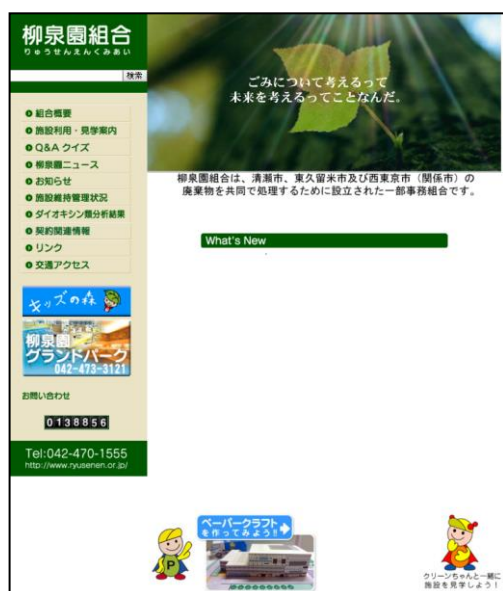 柳泉園組合
りゅうせんえんくみあい
検索
ごみについて考えるって
未来を考えるってことなんだ。
組合概要
施設利用・見学案内
Q&A クイズ
柳泉園ニュース
お知らせ
施設維持管理状況
ダイオキシン類分析結果
契約関連情報
リンク
交通アクセス
柳泉園組合は、清瀬市、東久留米市及び西東京市（関係市）の
廃棄物を共同で処理するために設立された一部事務組合です。
What's New
キッズの森
柳泉園
グランドパーク
042-473-3121
お問い合わせ
0138856
Tel:042-470-1555
http://www.ryusenen.or.jp/
ペーパークラフト
を作ってみよう!!
P
クリーンちゃんと一緒に
施設を見学しよう！